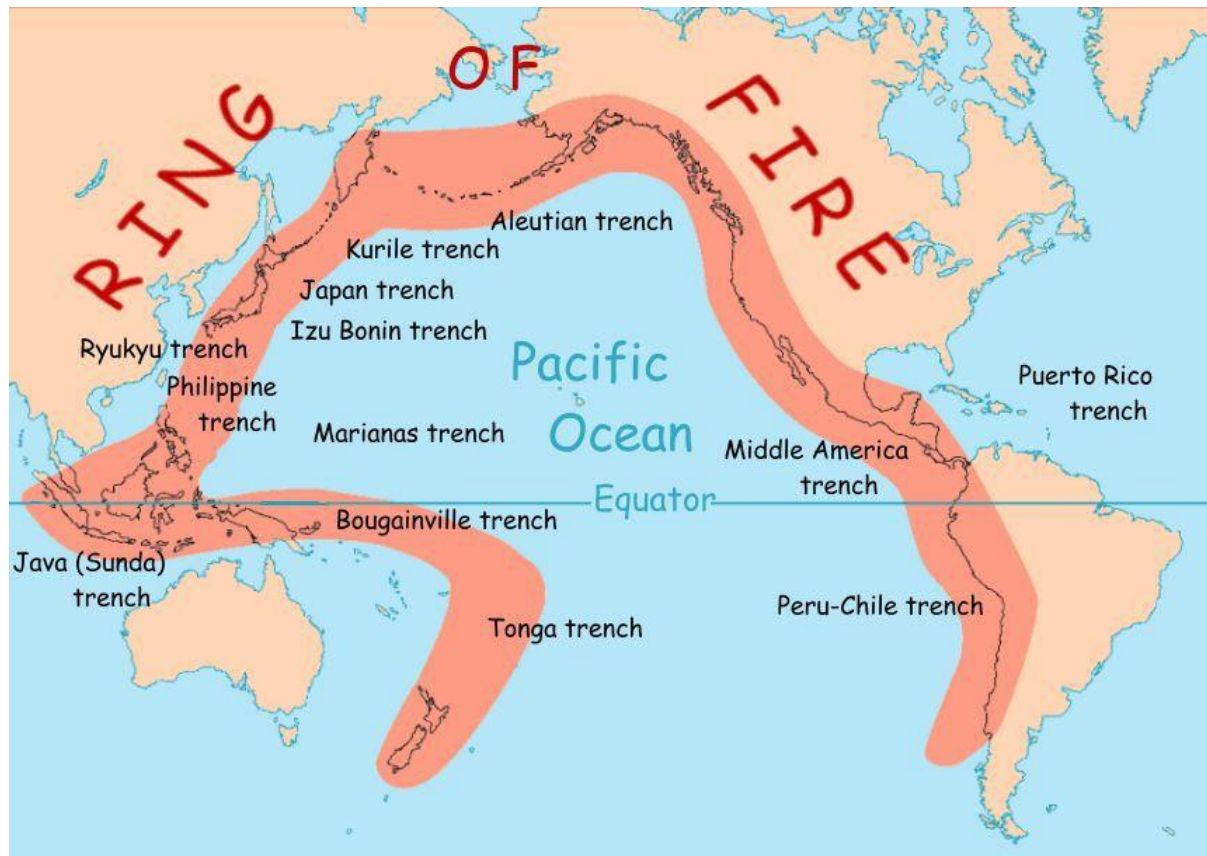 RING OF FIRE
Aleutian trench
Kurile trench
Japan trench
Izu Bonin trench
Ryukyu trench
Philippine
trench
Marianas trench
Pacific
Ocean
Puerto Rico
trench
Middle America
trench
Equator
Bougainville trench
Java (Sunda)
trench
Tonga trench
Peru-Chile trench